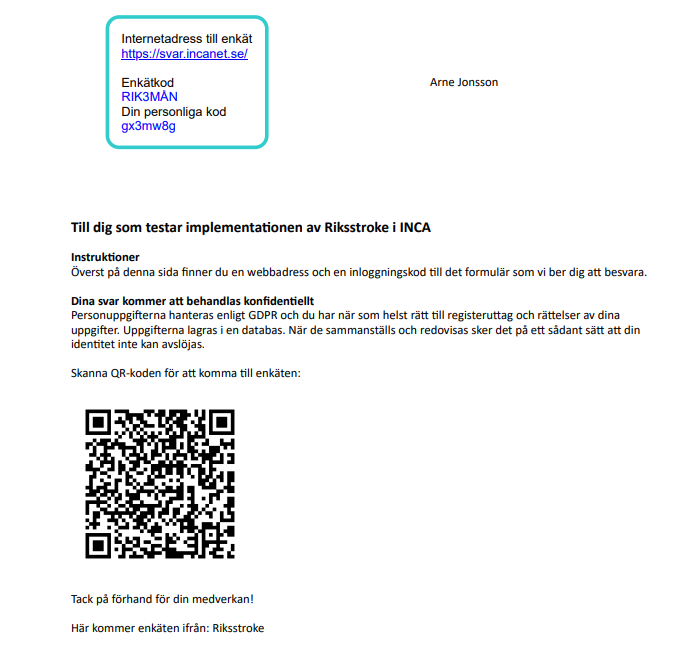 Internetadress till enkät
https://svar.incanet.se/
Enkätkod
RIK3MÅN
Din personliga kod
gx3mw8g
Arne Jonsson
Till dig som testar implementationen av Riksstroke i INCA
Instruktioner
Överst på denna sida finner du en webbadress och en inloggningskod till det formulär som vi ber dig att besvara.
Dina svar kommer att behandlas konfidentiellt
Personuppgifterna hanteras enligt GDPR och du har när som helst rätt till registeruttag och rättelser av dina
uppgifter. Uppgifterna lagras i en databas. När de sammanställs och redovisas sker det på ett sådant sätt att din
identitet inte kan avslöjas.
Skanna QR-koden för att komma till enkäten:
Tack på förhand för din medverkan!
Här kommer enkäten ifrån: Riksstroke